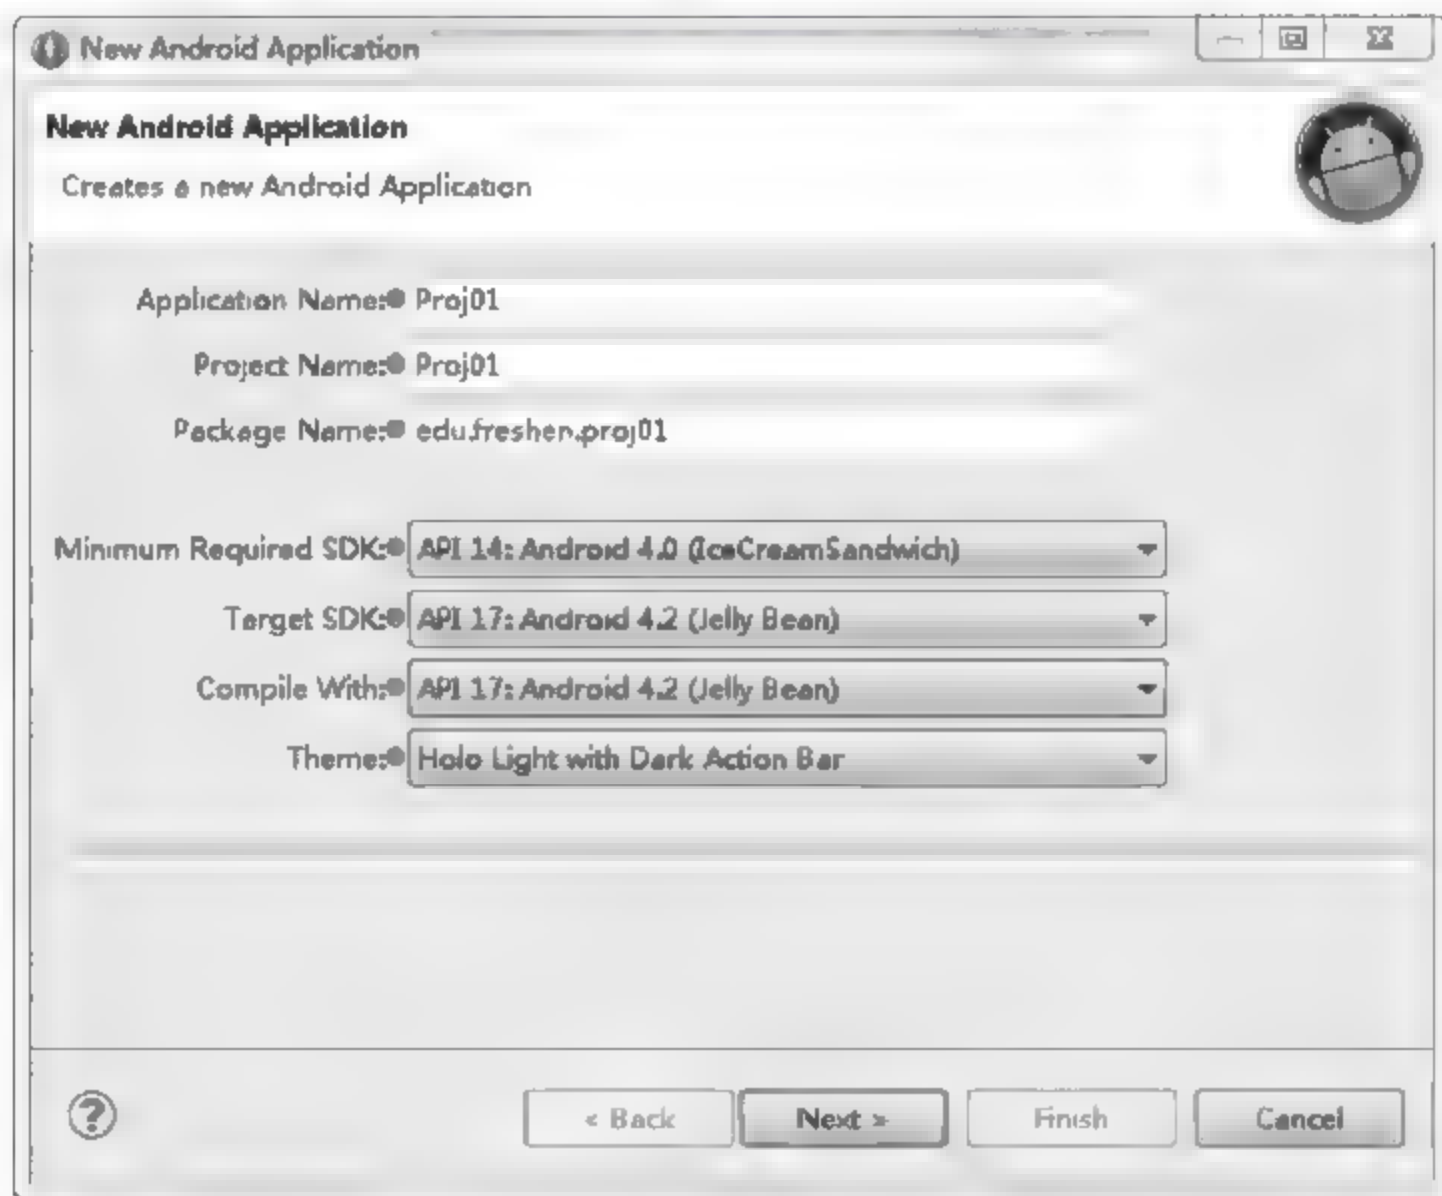 New Android Application
New Android Application
Creates a new Android Application
Application Name: Proj01
Project Name: Proj01
Package Name: edu.freshen.proj01
Minimum Required SDK: API 14: Android 4.0 (IceCreamSandwich)
Target SDK: API 17: Android 4.2 (Jelly Bean)
Compile With: API 17: Android 4.2 (Jelly Bean)
Theme: Holo Light with Dark Action Bar
? < Back Next > Finish Cancel